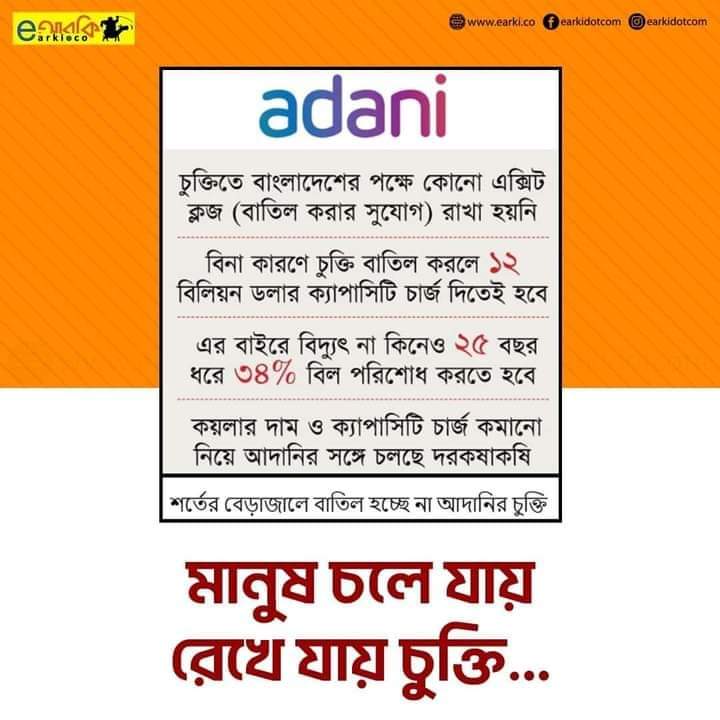 eআরকি
earkieco
www.earki.co earkidotcom earkidotcom
adani
চুক্তিতে বাংলাদেশের পক্ষে কোনো এক্সিট
ক্লজ (বাতিল করার সুযোগ) রাখা হয়নি
বিনা কারণে চুক্তি বাতিল করলে ১২
বিলিয়ন ডলার ক্যাপাসিটি চার্জ দিতেই হবে
এর বাইরে বিদ্যুৎ না কিনেও ২৫ বছর
ধরে ৩৪% বিল পরিশোধ করতে হবে
কয়লার দাম ও ক্যাপাসিটি চার্জ কমানো
নিয়ে আদানির সঙ্গে চলছে দরকষাকষি
শর্তের বেড়াজালে বাতিল হচ্ছে না আদানির চুক্তি
মানুষ চলে যায়
রেখে যায় চুক্তি...